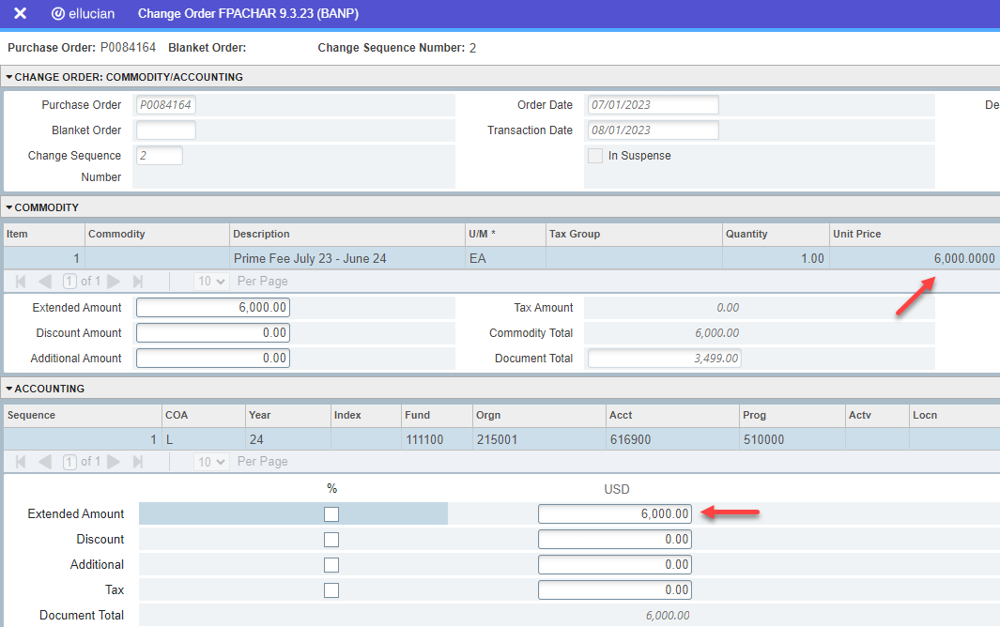 ellucian Change Order FPACHAR 9.3.23 (BANP)
Purchase Order: P0084164 Blanket Order: Change Sequence Number: 2
CHANGE ORDER: COMMODITY/ACCOUNTING
Purchase Order P0084164 Order Date 07/01/2023 De
Blanket Order Transaction Date 08/01/2023
Change Sequence 2 In Suspense
Number
COMMODITY
Item Commodity Description U/M * Tax Group Quantity Unit Price
1 Prime Fee July 23 - June 24 EA 1.00 6,000.0000
1 of 1 10 Per Page
Extended Amount 6,000.00 Tax Amount 0.00
Discount Amount 0.00 Commodity Total 6,000.00
Additional Amount 0.00 Document Total 3,499.00
ACCOUNTING
Sequence COA Year Index Fund Orgn Acct Prog Actv Locn
1 L 24 111100 215001 616900 510000
1 of 1 10 Per Page
% USD
Extended Amount 6,000.00
Discount 0.00
Additional 0.00
Tax 0.00
Document Total 6,000.00